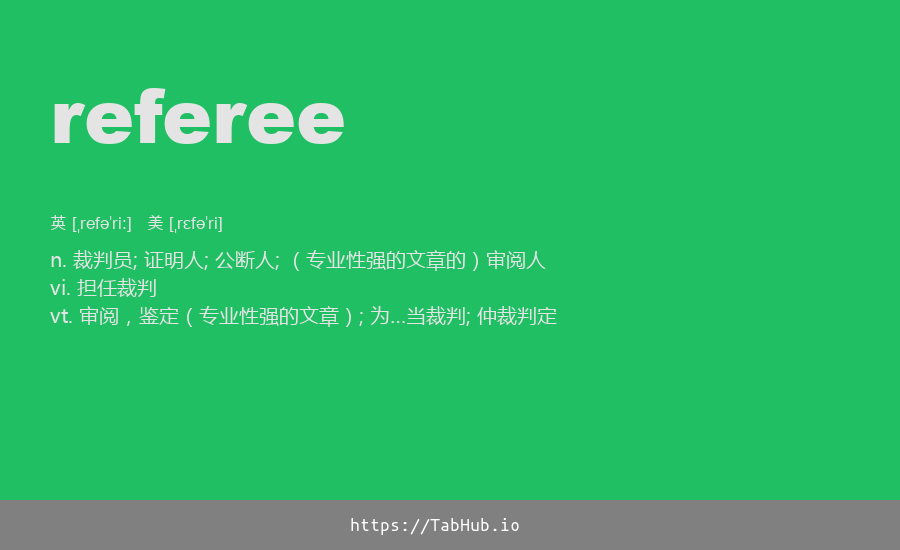 referee
英 [ˌrefəˈriː] 美 [ˌrɛfəˈri]
n. 裁判员; 证明人; 公断人; （专业性强的文章的）审阅人
vi. 担任裁判
vt. 审阅，鉴定（专业性强的文章）; 为…当裁判; 仲裁判定
https://TabHub.io